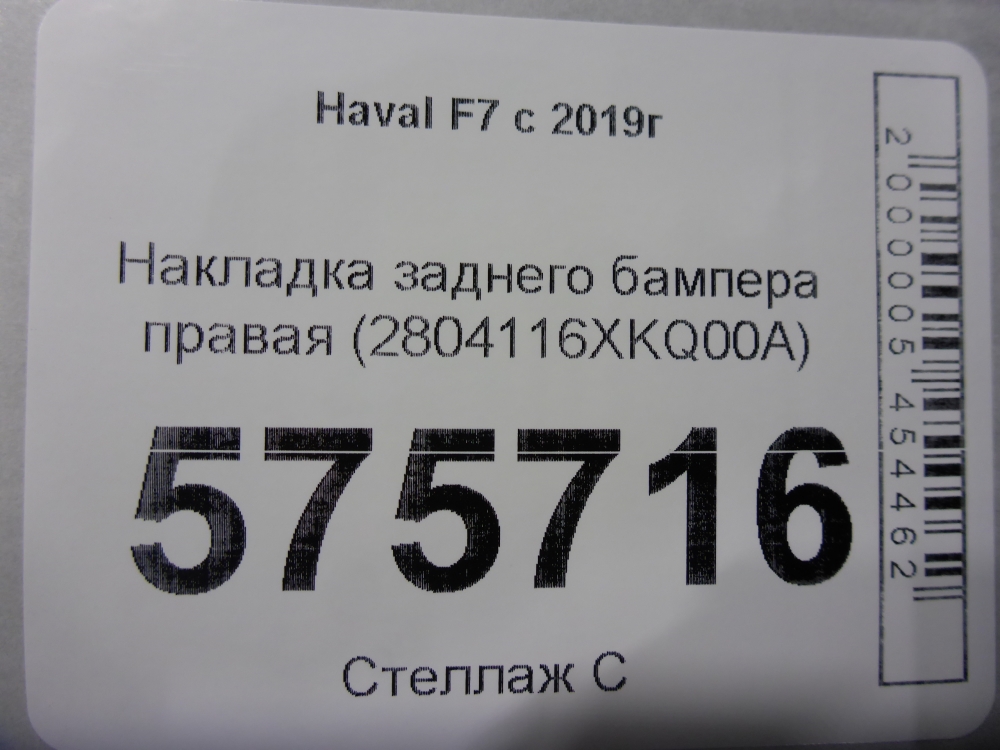 Haval F7 с 2019г
Накладка заднего бампера
правая (2804116XKQ00A)
575716
Стеллаж С
2000005454462